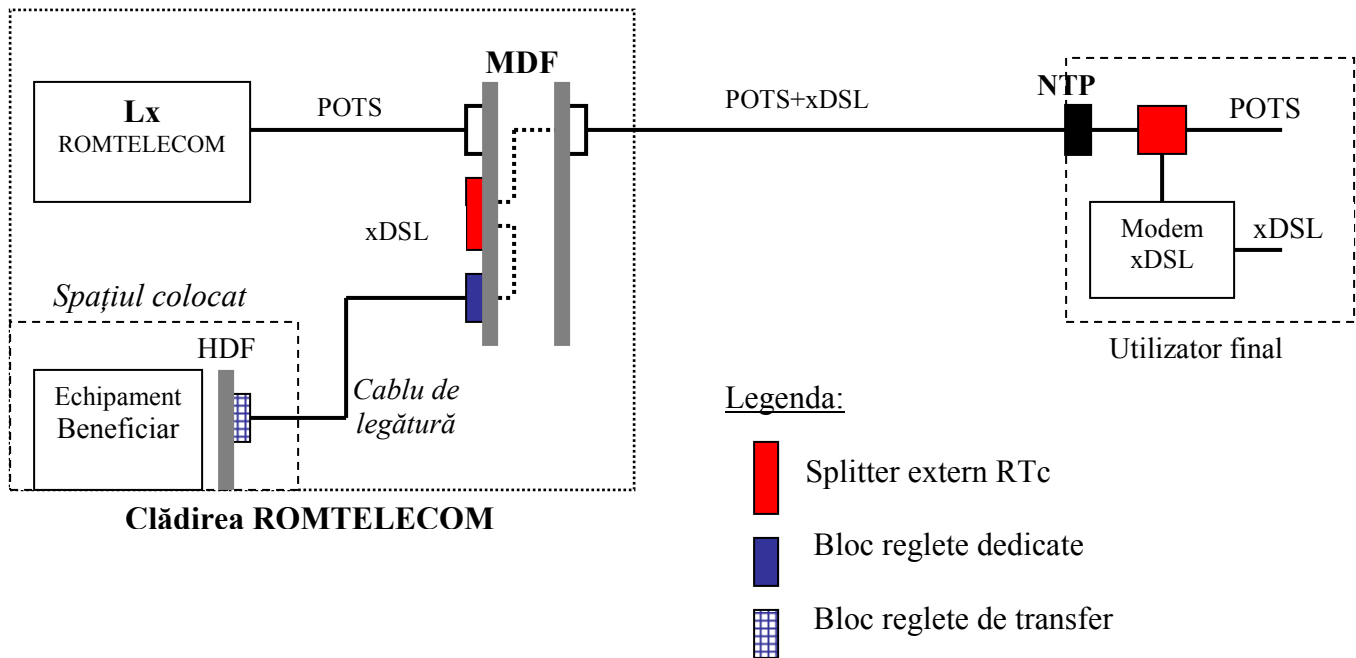 MDF
Lx
ROMTELECOM
POTS
POTS+xDSL
NTP
POTS
xDSL
Modem
xDSL
xDSL
Spațiul colocat
HDF
Echipament
Beneficiar
Cablu de
legătură
Utilizator final
Clădirea ROMTELECOM
Legenda:
Splitter extern RTc
Bloc reglete dedicate
Bloc reglete de transfer